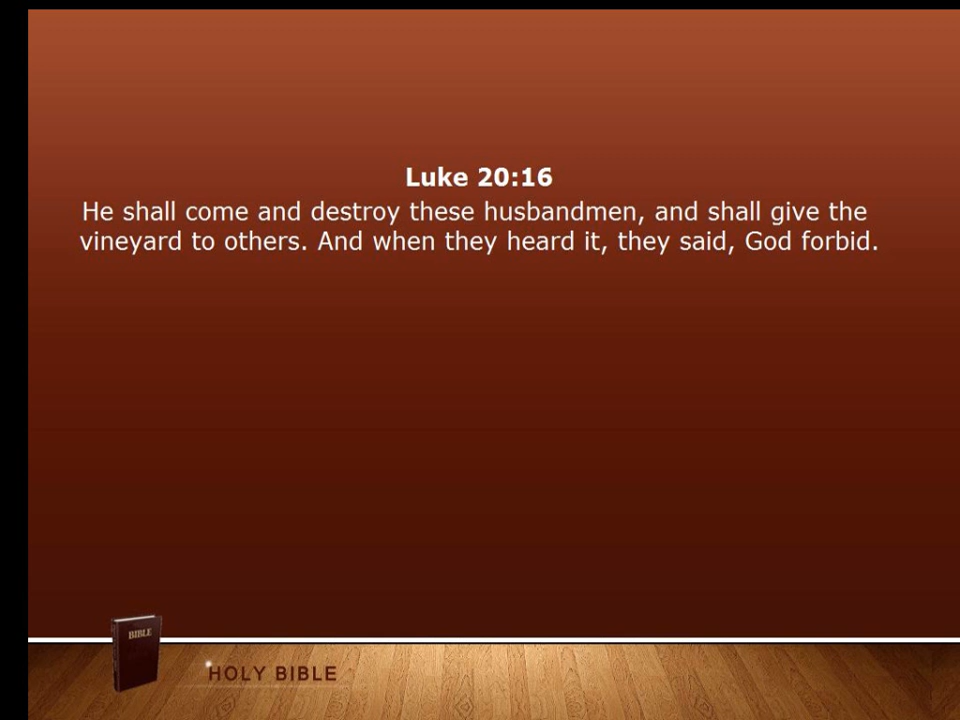 Luke 20:16
He shall come and destroy these husbandmen, and shall give the
vineyard to others. And when they heard it, they said, God forbid.
BIBLE
HOLY BIBLE